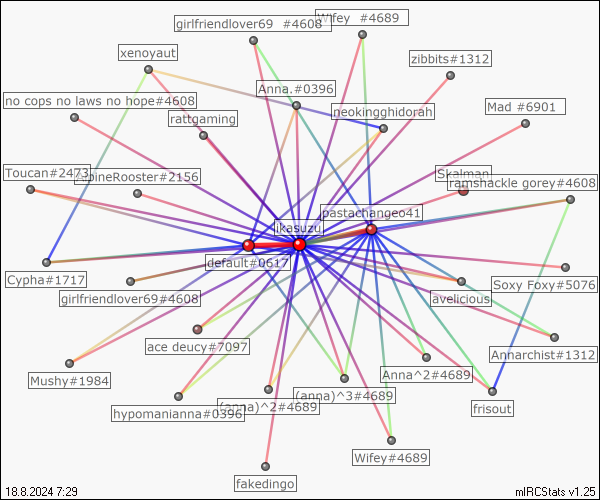 girlfriendlover69 #4608
Wifey #4689
xenoyaut
zibbits#1312
Anna.#0396
no cops no laws no hope#4608
neokingghidorah
Mad #6901
rattgaming
Toucan#2473
Skalman
ramshackle gorey#4608
pastachangeo41
ikasuzu
default#0617
Cypha#1717
girlfriendlover69#4608
avelicious
Soxy Foxy#5076
ace deucy#7097
Annarchist#1312
Mushy#1984
Anna^2#4689
hypomanianna#0396
(anna)^2#4689
(anna)^3#4689
frisout
Wifey#4689
fakedingo
18.8.2024 7:29
mIRCStats v1.25